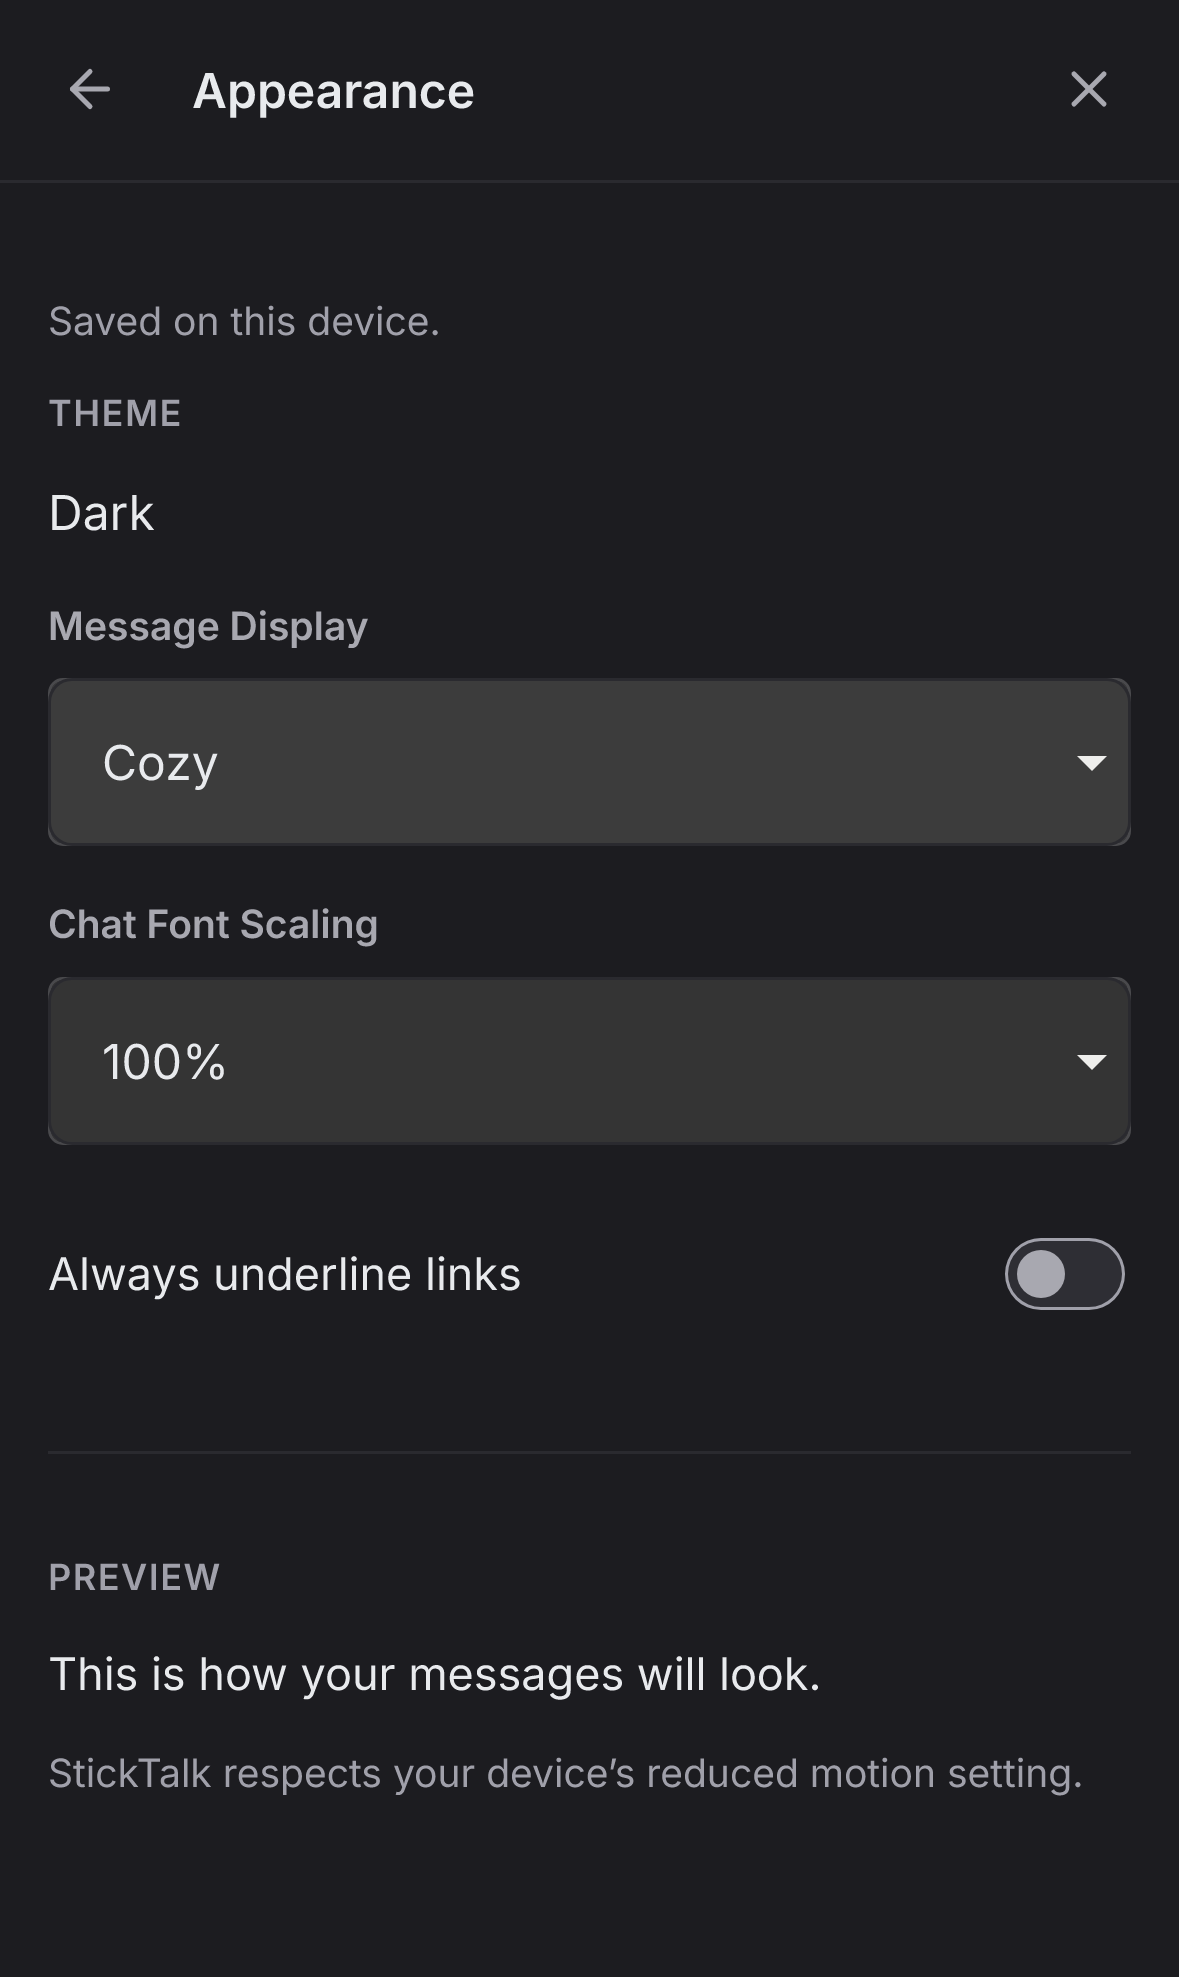 Appearance
Saved on this device.
THEME
Dark
Message Display
Cozy
Chat Font Scaling
100%
Always underline links
PREVIEW
This is how your messages will look.
StickTalk respects your device’s reduced motion setting.